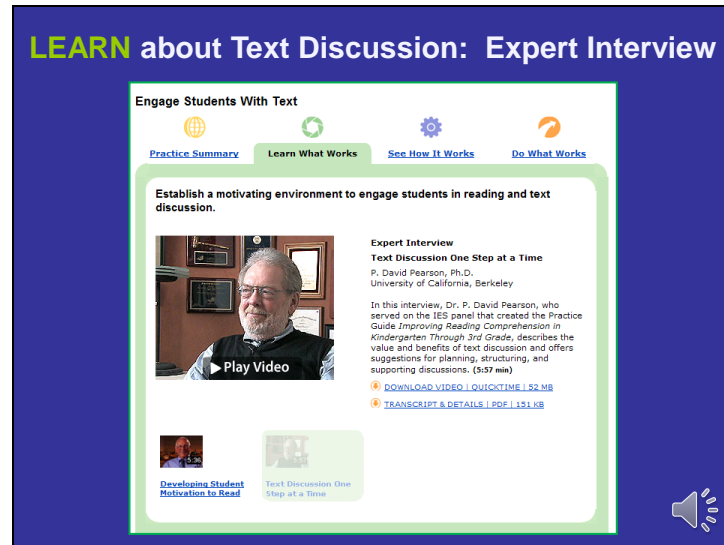 LEARN about Text Discussion:  Expert Interview
Engage Students With Text
Practice Summary
Learn What Works
See How It Works
Do What Works
Establish a motivating environment to engage students in reading and text
discussion.
Expert Interview
Text Discussion One Step at a Time
P. David Pearson, Ph.D.
University of California, Berkeley
In this interview, Dr. P. David Pearson, who
served on the IES panel that created the Practice
Guide Improving Reading Comprehension in
Kindergarten Through 3rd Grade, describes the
value and benefits of text discussion and offers
suggestions for planning, structuring, and
supporting discussions. (5:57 min)
Play Video
DOWNLOAD VIDEO | QUICKTIME | 52 MB
TRANSCRIPT & DETAILS | PDF | 151 KB
5:36
Developing Student
Motivation to Read
Text Discussion One
Step at a Time